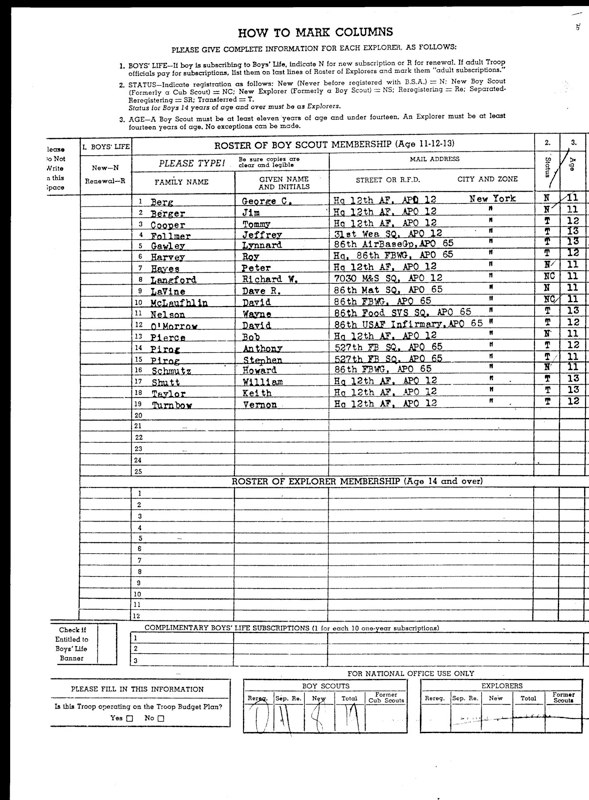 HOW TO MARK COLUMNS
PLEASE GIVE COMPLETE INFORMATION FOR EACH EXPLORER, AS FOLLOWS:
1. BOYS' LIFE—If boy is subscribing to Boys' Life, indicate N for new subscription or R for renewal. If adult Troop
officials pay for subscriptions, list them on last lines of Roster of Explorers and mark them "adult subscriptions."
2. STATUS—Indicate registration as follows: New (Never before registered with B.S.A.) = N: New Boy Scout
(Formerly a Cub Scout) = NC; New Explorer (Formerly a Boy Scout) = NS; Reregistering = Re; Separated-
Reregistering = SR; Transferred = T.
Status for Boys 14 years of age and over must be as Explorers.
3. AGE—A Boy Scout must be at least eleven years of age and under fourteen. An Explorer must be at least
fourteen years of age. No exceptions can be made.
lease
o Not
Write
n this
pace
1. BOYS' LIFE
New—N
Renewal—R
ROSTER OF BOY SCOUT MEMBERSHIP (Age 11-12-13)
2.
3.
PLEASE TYPE!
Be sure copies are
clear and legible
MAIL ADDRESS
Status
Age
FAMILY NAME
GIVEN NAME
AND INITIALS
STREET OR R.F.D.
CITY AND ZONE
1 Berg George C. Hq 12th AF, APO 12 New York N 11
2 Berger Jim Hq 12th AF, APO 12 " N 11
3 Cooper Tommy Hq 12th AF, APO 12 " T 12
4 Follmer Jeffrey 31st Wea SQ, APO 12 " T 13
5 Gawley Lynnard 86th AirBaseGp, APO 65 " T 13
6 Harvey Roy Hq, 86th FBWG, APO 65 " T 12
7 Hayes Peter Hq 12th AF, APO 12 " N 11
8 Langford Richard W. 7030 M&S SQ, APO 12 " NC 11
9 LaVine Dave R. 86th Mat SQ, APO 65 " N 11
10 McLaufhlin David 86th FBWG, APO 65 " NC 11
11 Nelson Wayne 86th Food SVS SQ, APO 65 " T 13
12 O'Morrow David 86th USAF Infirmary, APO 65 " T 12
13 Pierce Bob Hq 12th AF, APO 12 " N 11
14 Pirog Anthony 527th FB SQ, APO 65 " T 12
15 Pirog Stephen 527th FB SQ, APO 65 " T 11
16 Schmutz Howard 86th FBWG, APO 65 " N 11
17 Shutt William Hq 12th AF, APO 12 " T 13
18 Taylor Keith Hq 12th AF, APO 12 " T 13
19 Turnbow Vernon Hq 12th AF, APO 12 " T 12
20
21
22
23
24
25
ROSTER OF EXPLORER MEMBERSHIP (Age 14 and over)
1
2
3
4
5
6
7
8
9
10
11
12
Check if
Entitled to
Boys' Life
Banner
COMPLIMENTARY BOYS' LIFE SUBSCRIPTIONS (1 for each 10 one-year subscriptions)
1
2
3
FOR NATIONAL OFFICE USE ONLY
PLEASE FILL IN THIS INFORMATION
Is this Troop operating on the Troop Budget Plan?
Yes □ No □
BOY SCOUTS
Rereg. Sep. Re. New Total Former
Cub Scouts
0 11 8 19
EXPLORERS
Rereg. Sep. Re. New Total Former
Scouts